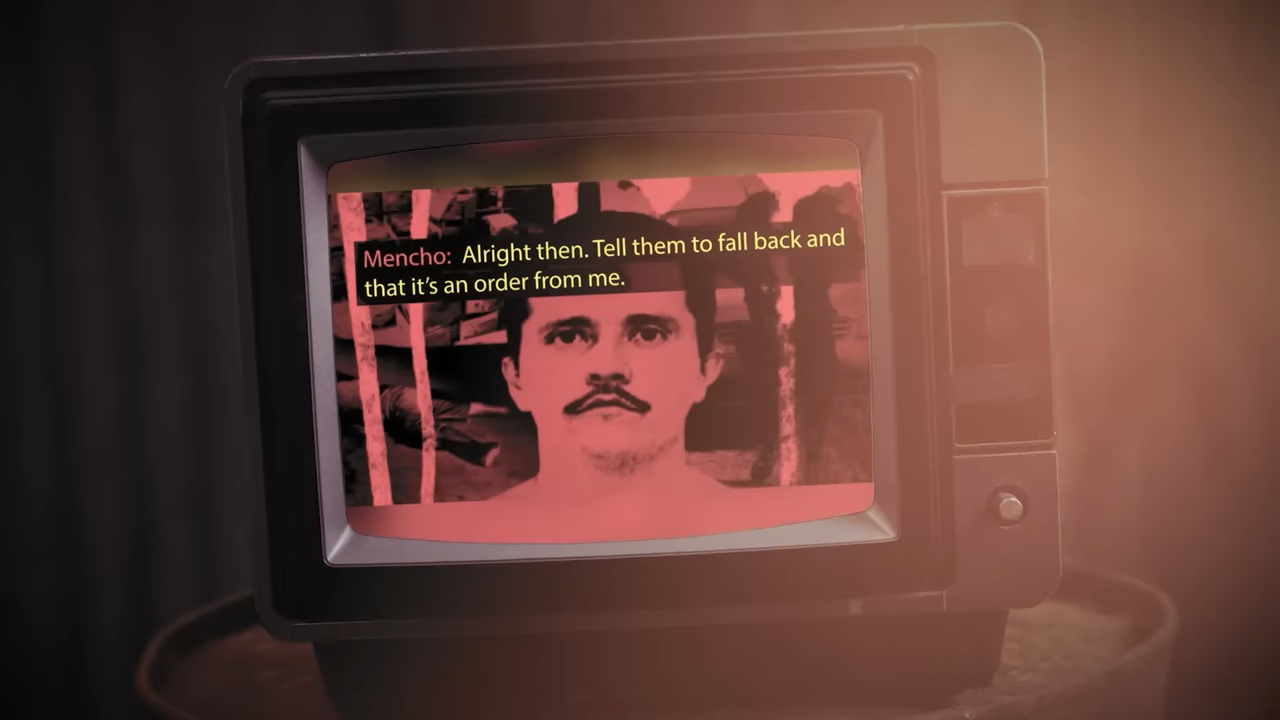 Mencho: Alright then. Tell them to fall back and
that it's an order from me.